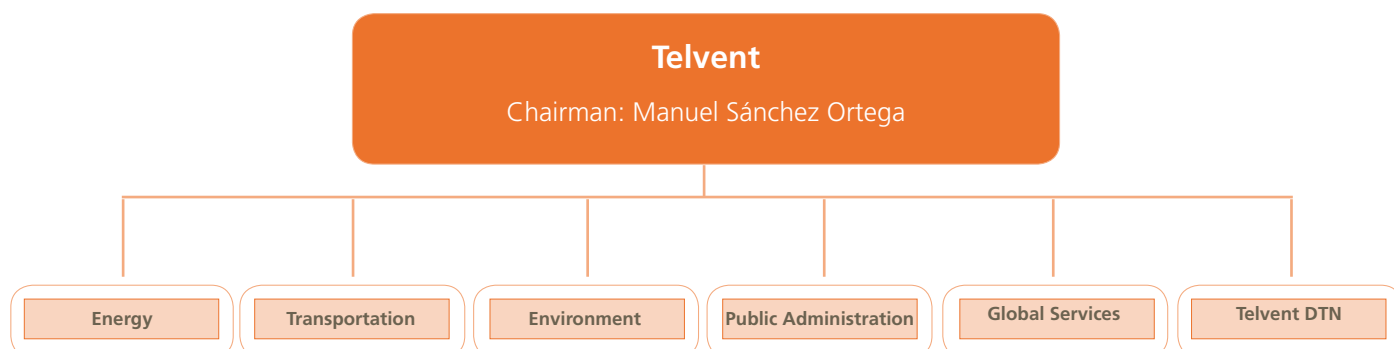 Telvent
Chairman: Manuel Sánchez Ortega
Energy
Transportation
Environment
Public Administration
Global Services
Telvent DTN